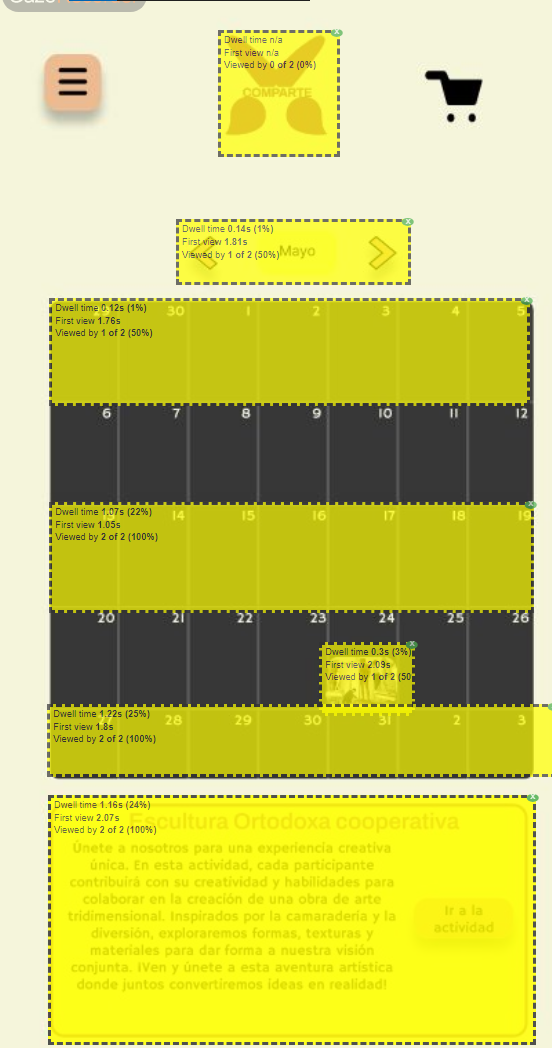 Dwell time n/a
First view n/a
Viewed by 0 of 2 (0%)
COMPARTE
Dwell time 0.14s (1%)
First view 1.81s
Viewed by 1 of 2 (50%)
Mayo
Dwell time 0.12s (1%)
30 1 2 3 4 5
First view 1.76s
Viewed by 1 of 2 (50%)
6 7 8 9 10 11 12
Dwell time 1.07s (22%)
14 15 16 17 18 19
First view 1.05s
Viewed by 2 of 2 (100%)
20 21 22 23 24 25 26
Dwell time 0.3s (3%)
First view 2.09s
Viewed by 1 of 2 (50
Dwell time 1.22s (25%)
28 29 30 31 2 3
First view 1.8s
Viewed by 2 of 2 (100%)
Dwell time 1.16s (24%)
First view 2.07s
Viewed by 2 of 2 (100%)
Escultura Ortodoxa cooperativa
Únete a nosotros para una experiencia creativa
única. En esta actividad, cada participante
contribuirá con su creatividad y habilidades para
colaborar en la creación de una obra de arte
tridimensional. Inspirados por la camaradería y la
diversión, exploraremos formas, texturas y
materiales para dar forma a nuestra visión
conjunta. ¡Ven y únete a esta aventura artística
donde juntos convertiremos ideas en realidad!
Ir a la
actividad